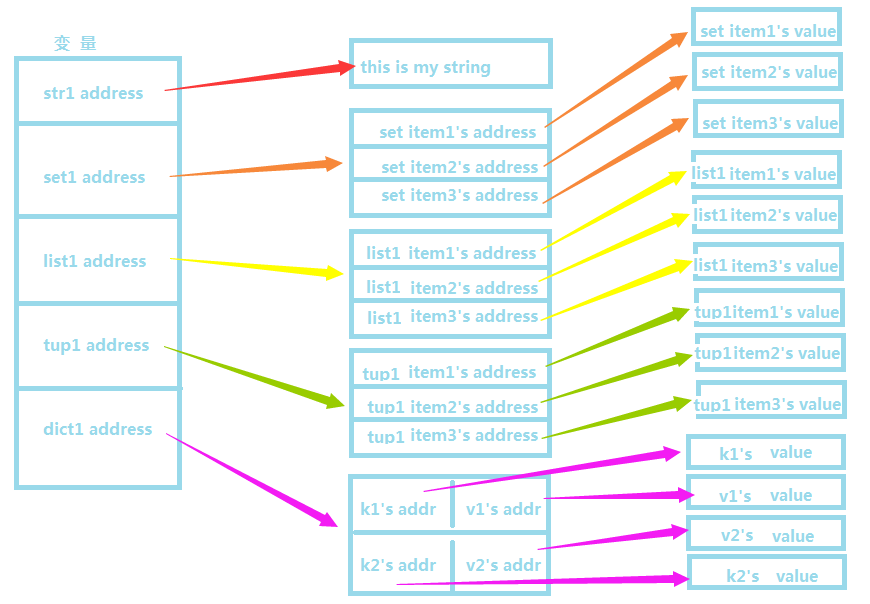 变 量
str1 address
set1 address
list1 address
tup1 address
dict1 address
this is my string
set item1's address
set item2's address
set item3's address
list1 item1's address
list1 item2's address
list1 item3's address
tup1 item1's address
tup1 item2's address
tup1 item3's address
k1's addr
v1's addr
k2's addr
v2's addr
set item1's value
set item2's value
set item3's value
list1 item1's value
list1 item2's value
list1 item3's value
tup1 item1's value
tup1 item2's value
tup1 item3's value
k1's value
v1's value
v2's value
k2's value